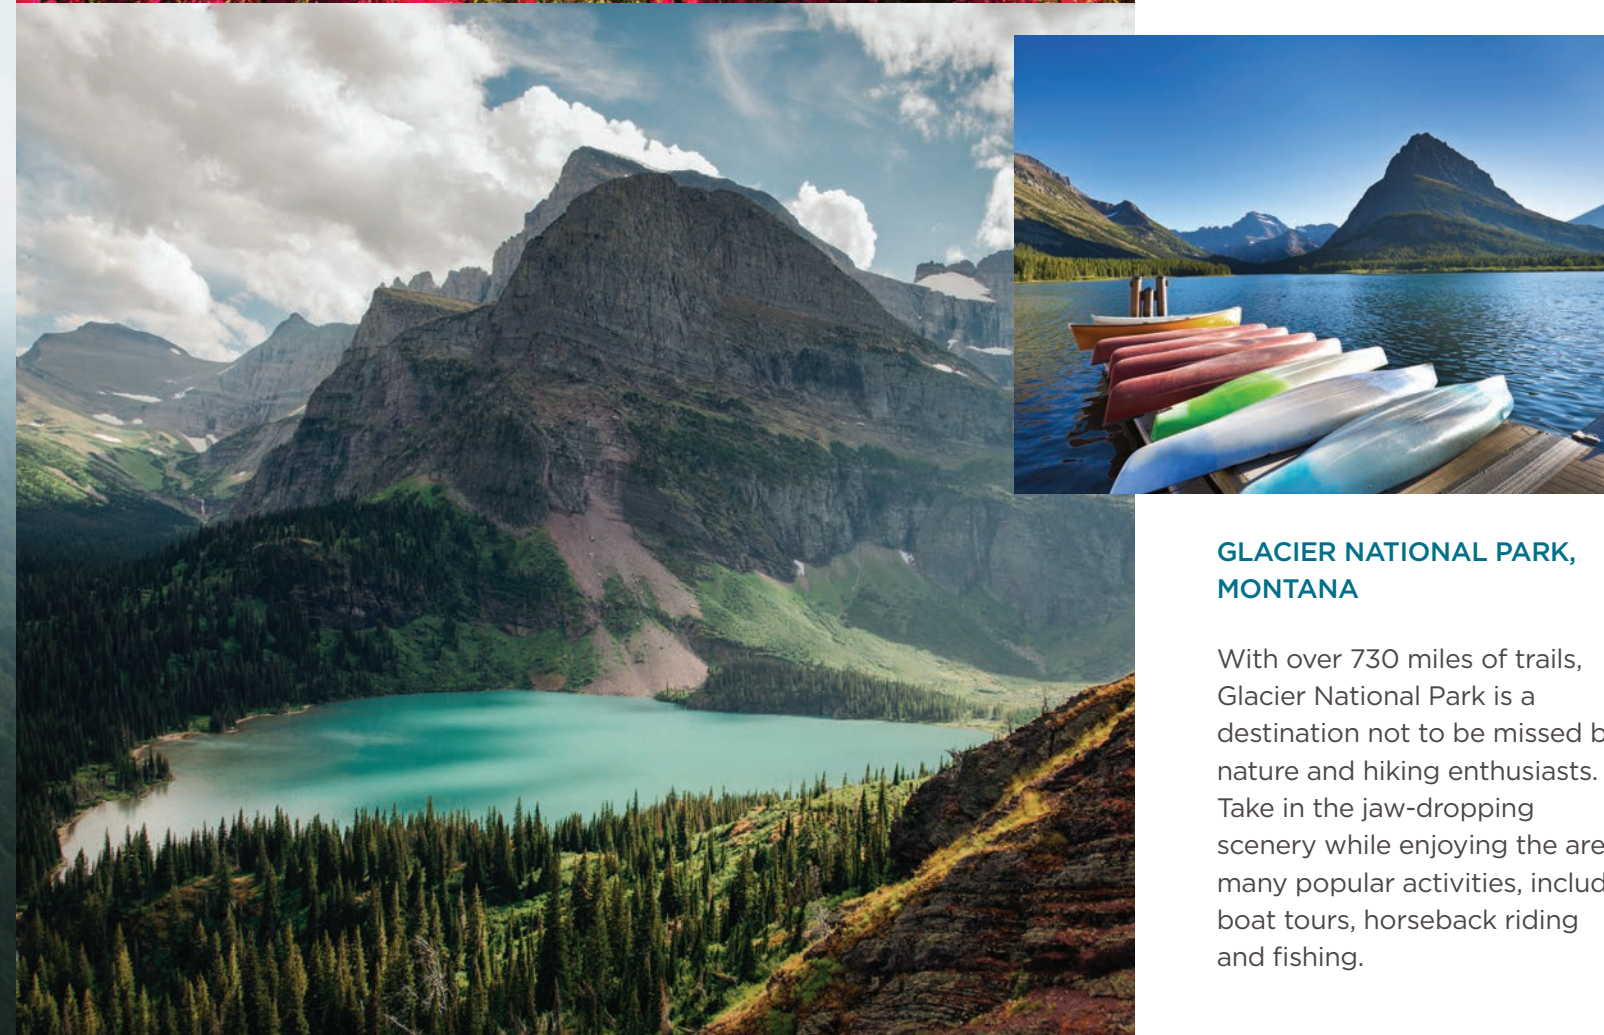 GLACIER NATIONAL PARK,
MONTANA
With over 730 miles of trails,
Glacier National Park is a
destination not to be missed
nature and hiking enthusiasts.
Take in the jaw-dropping
scenery while enjoying the
many popular activities,
boat tours, horseback riding
and fishing.